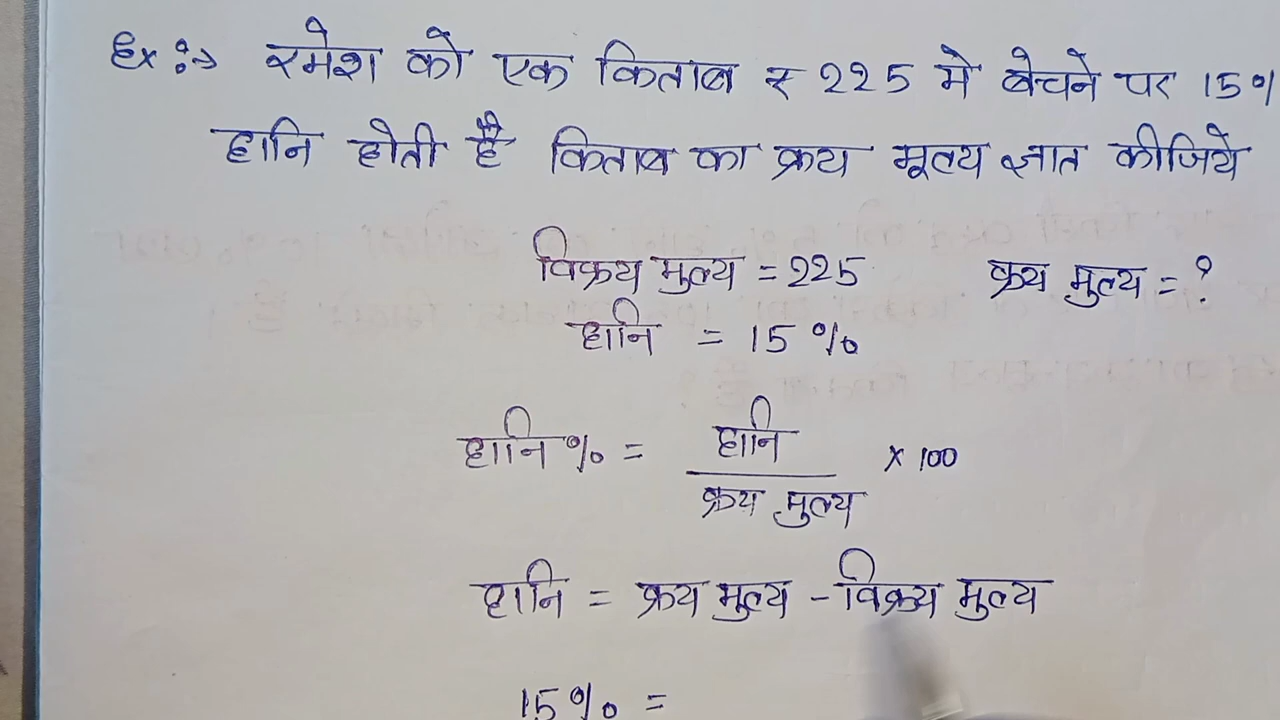 Ex :-> रमेश को एक किताब ₹ 225 मे बेचने पर 15%
हानि होती है किताब का क्रय मूल्य ज्ञात कीजिये
विक्रय मुल्य = 225 क्रय मुल्य = ?
हानि = 15 %
हानि % = हानि / क्रय मुल्य × 100
हानि = क्रय मुल्य - विक्रय मुल्य
15 % =